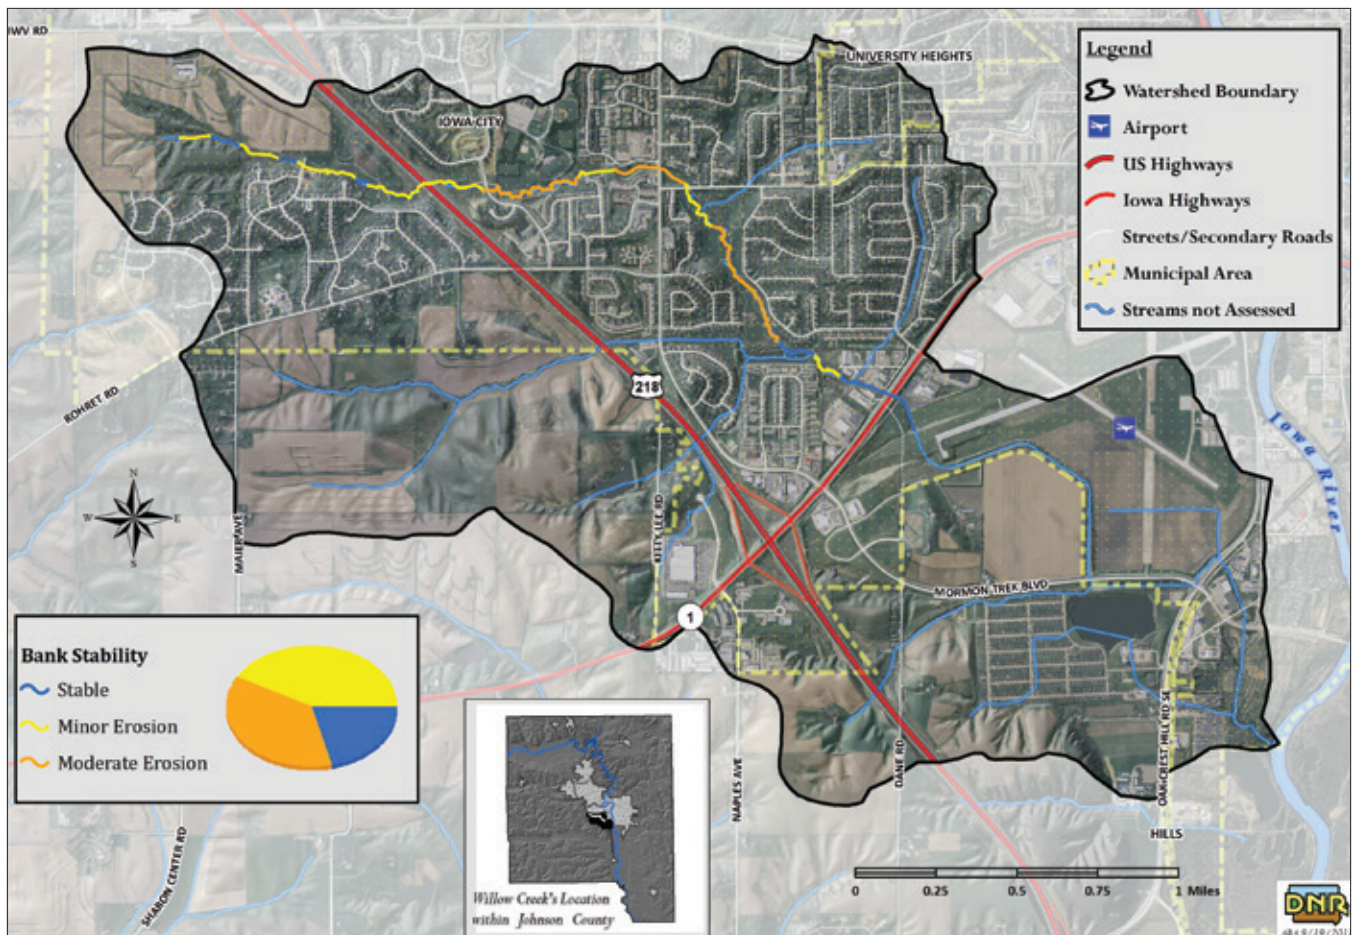 IWV RD
UNIVERSITY HEIGHTS
IOWA CITY
Legend
Watershed Boundary
Airport
US Highways
Iowa Highways
Streets/Secondary Roads
Municipal Area
Streams not Assessed
ROHRET RD
218
Iowa River
N
W
E
S
MAIER AVE
KITTY LEE RD
MORMON TREK BLVD
1
Bank Stability
Stable
Minor Erosion
Moderate Erosion
NAPLES AVE
DANE RD
OAK CREST HILL RD SE
HILLS
SHARON CENTER RD
Willow Creek's Location
within Johnson County
0
0.25
0.5
0.75
1 Miles
DNR